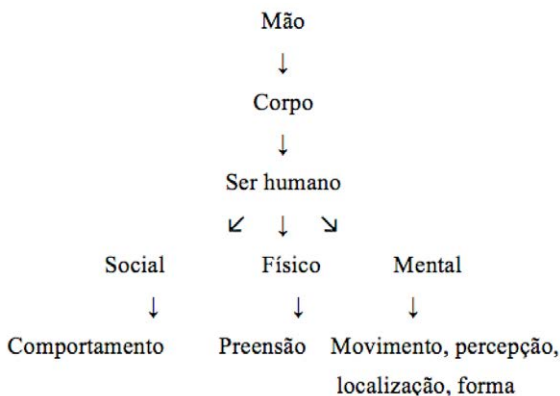 Mão
↓
Corpo
↓
Ser humano
↙ ↓ ↘
Social Físico Mental
↓ ↓ ↓
Comportamento Preensão Movimento, percepção,
localização, forma